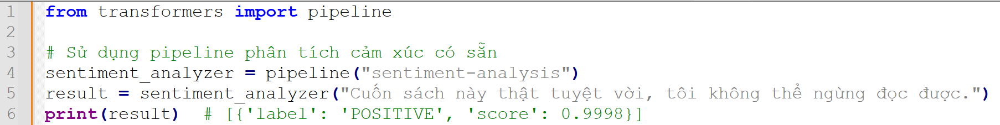 1 from transformers import pipeline
2
3 # Sử dụng pipeline phân tích cảm xúc có sẵn
4 sentiment_analyzer = pipeline("sentiment-analysis")
5 result = sentiment_analyzer("Cuốn sách này thật tuyệt vời, tôi không thể ngừng đọc được.")
6 print(result)  # [{'label': 'POSITIVE', 'score': 0.9998}]